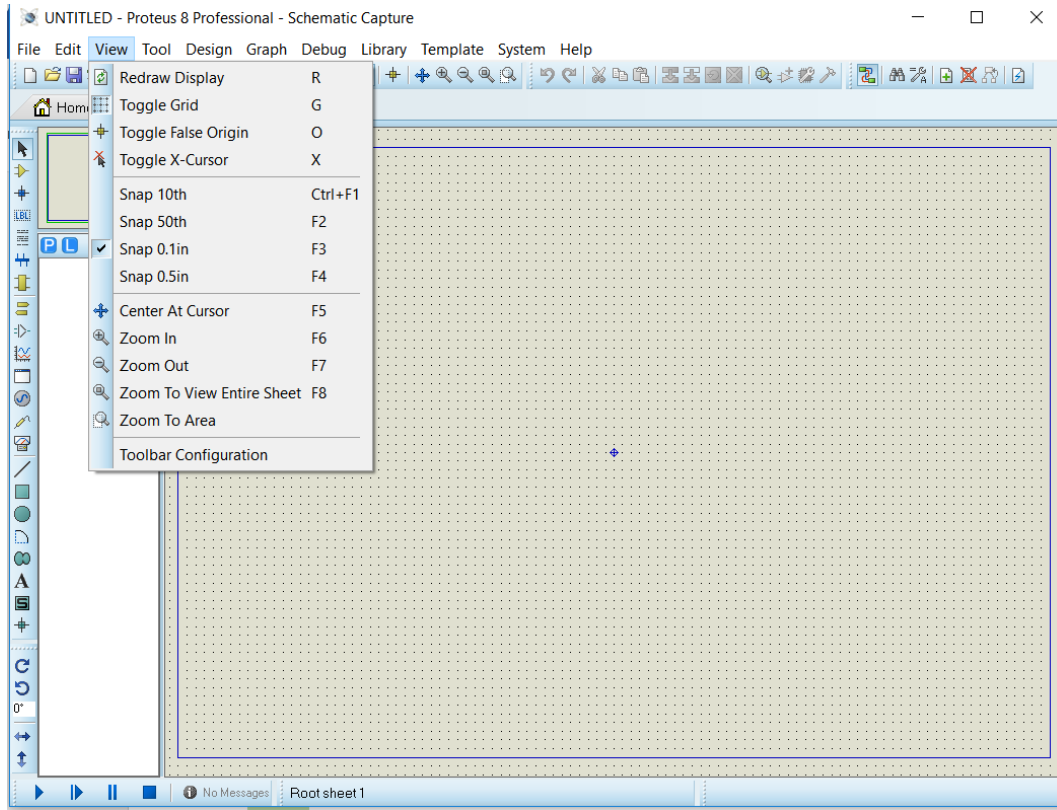 UNTITLED - Proteus 8 Professional - Schematic Capture
File Edit View Tool Design Graph Debug Library Template System Help
Redraw Display R
Toggle Grid G
Toggle False Origin O
Toggle X-Cursor X
Snap 10th Ctrl+F1
Snap 50th F2
Snap 0.1in F3
Snap 0.5in F4
Center At Cursor F5
Zoom In F6
Zoom Out F7
Zoom To View Entire Sheet F8
Zoom To Area
Toolbar Configuration
Hom
P L
LBL
A
S
0°
No Messages Root sheet 1